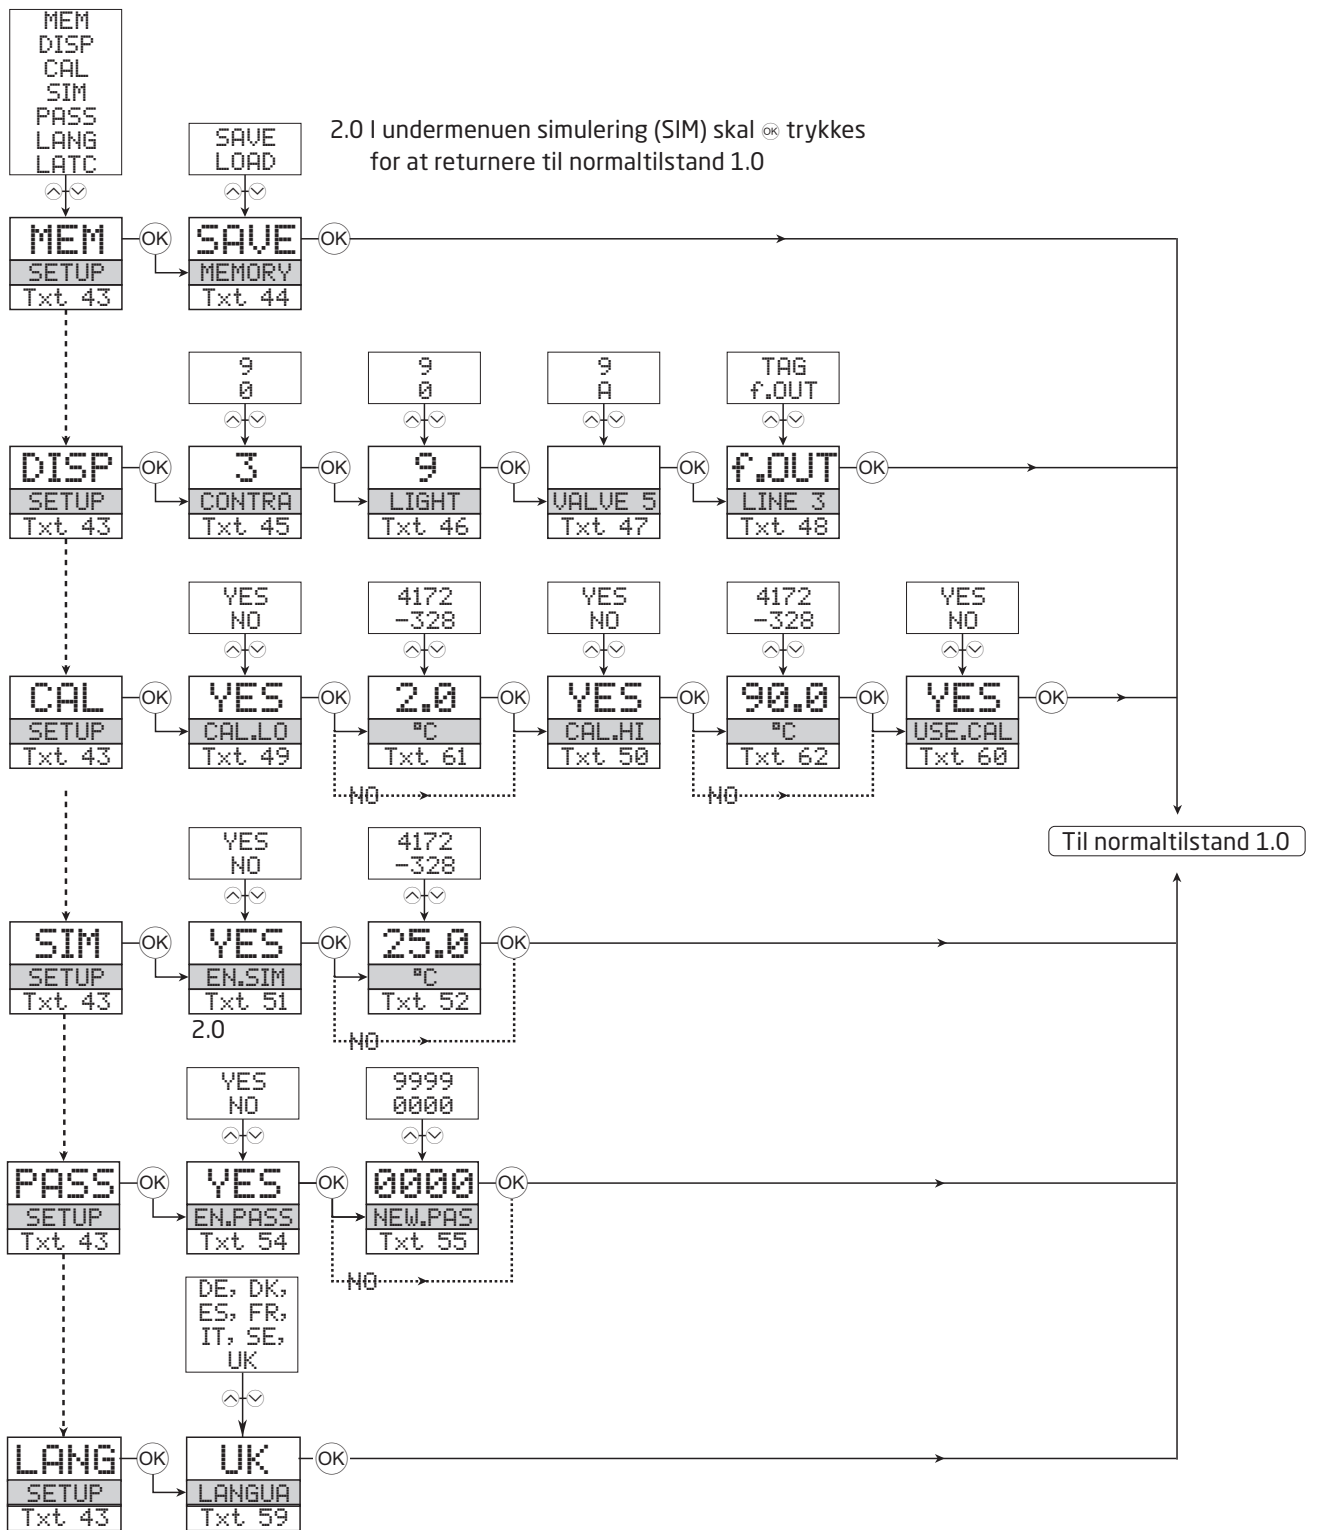 MEM
DISP
CAL
SIM
PASS
LANG
LATC
SAVE
LOAD
2.0 I undermenuen simulering (SIM) skal OK trykkes
for at returnere til normaltilstand 1.0
MEM OK SAVE OK
SETUP MEMORY
Txt 43 Txt 44
9 9 9 TAG
0 0 A f.OUT
DISP OK 3 OK 9 OK OK f.OUT OK
SETUP CONTRA LIGHT VALVE 5 LINE 3
Txt 43 Txt 45 Txt 46 Txt 47 Txt 48
YES 4172 YES 4172 YES
NO -328 NO -328 NO
CAL OK YES OK 2.0 OK YES OK 90.0 OK YES OK
SETUP CAL.LO °C CAL.HI °C USE.CAL
Txt 43 Txt 49 Txt 61 Txt 50 Txt 62 Txt 60
NO NO
Til normaltilstand 1.0
YES 4172
NO -328
SIM OK YES OK 25.0 OK
SETUP EN.SIM °C
Txt 43 Txt 51 Txt 52
2.0
NO
YES 9999
NO 0000
PASS OK YES OK 0000 OK
SETUP EN.PASS NEW.PAS
Txt 43 Txt 54 Txt 55
NO
DE, DK,
ES, FR,
IT, SE,
UK
LANG OK UK OK
SETUP LANGUA
Txt 43 Txt 59